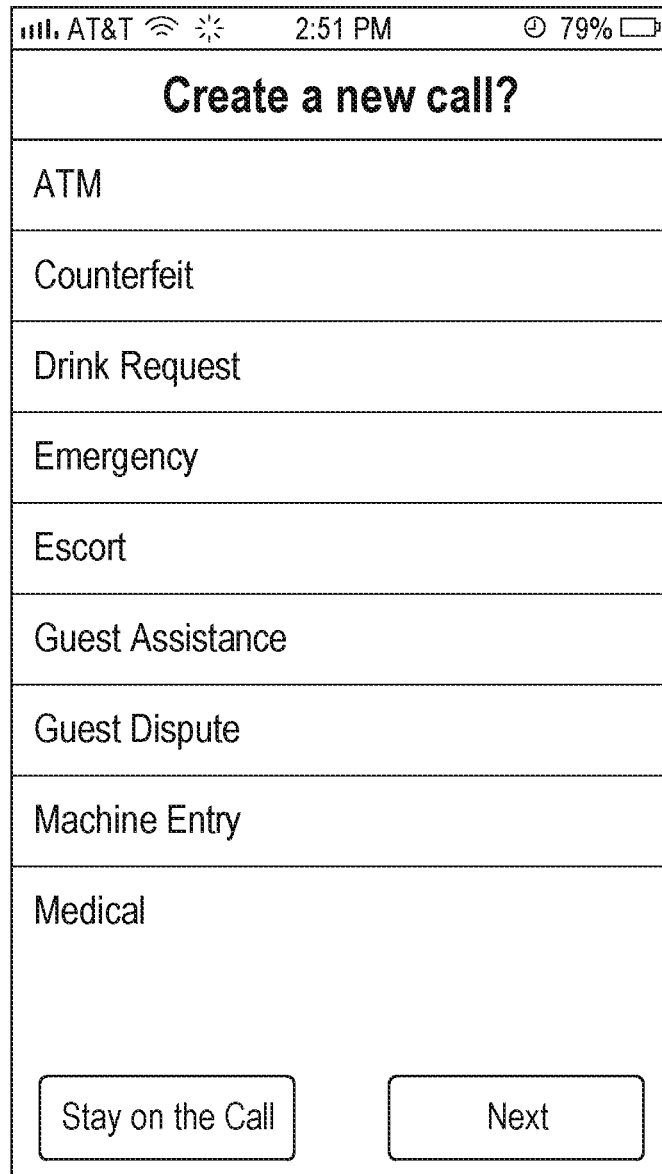 AT&T 2:51 PM 79%
Create a new call?
ATM
Counterfeit
Drink Request
Emergency
Escort
Guest Assistance
Guest Dispute
Machine Entry
Medical
Stay on the Call Next